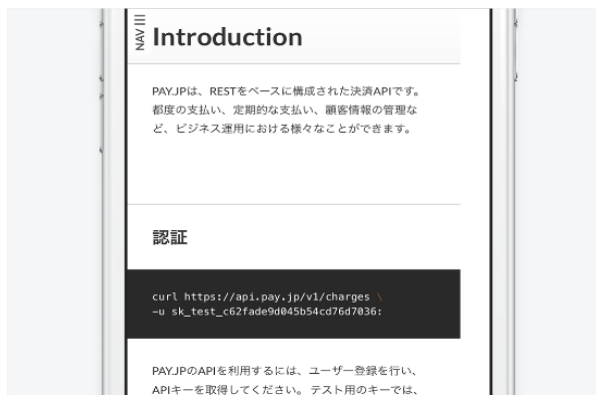 NAV
Introduction
PAY.JPは、RESTをベースに構成された決済APIです。
都度の支払い、定期的な支払い、顧客情報の管理な
ど、ビジネス運用における様々なことができます。
認証
curl https://api.pay.jp/v1/charges \
-u sk_test_c62fade9d045b54cd76d7036:
PAY.JPのAPIを利用するには、ユーザー登録を行い、
APIキーを取得してください。 テスト用のキーでは、